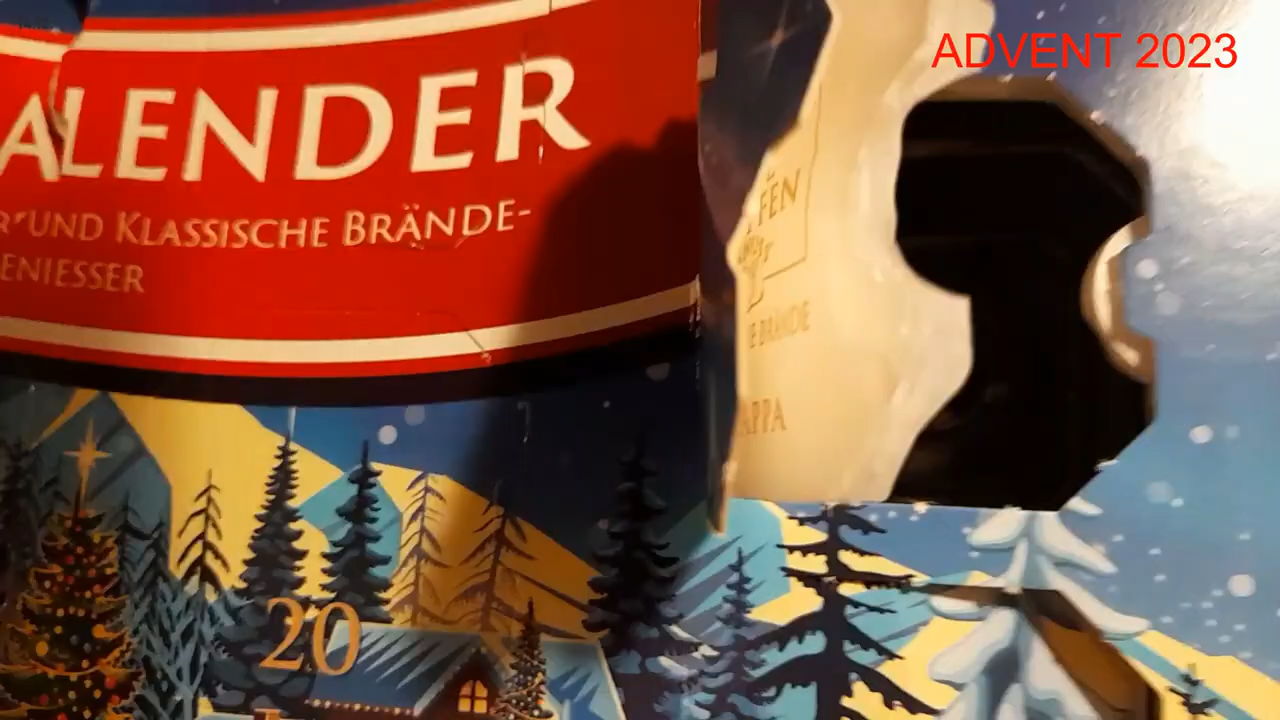 ADVENT 2023
ALENDER
R- UND KLASSISCHE BRÄNDE-
ENIESSER
FEN
E BRÄNDE
APPA
20